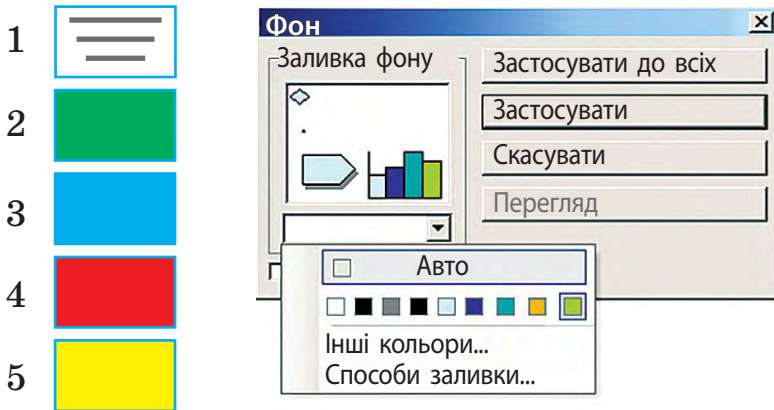 1
2
3
4
5
Фон
Заливка фону
Застосувати до всіх
Застосувати
Скасувати
Перегляд
Авто
Інші кольори...
Способи заливки...